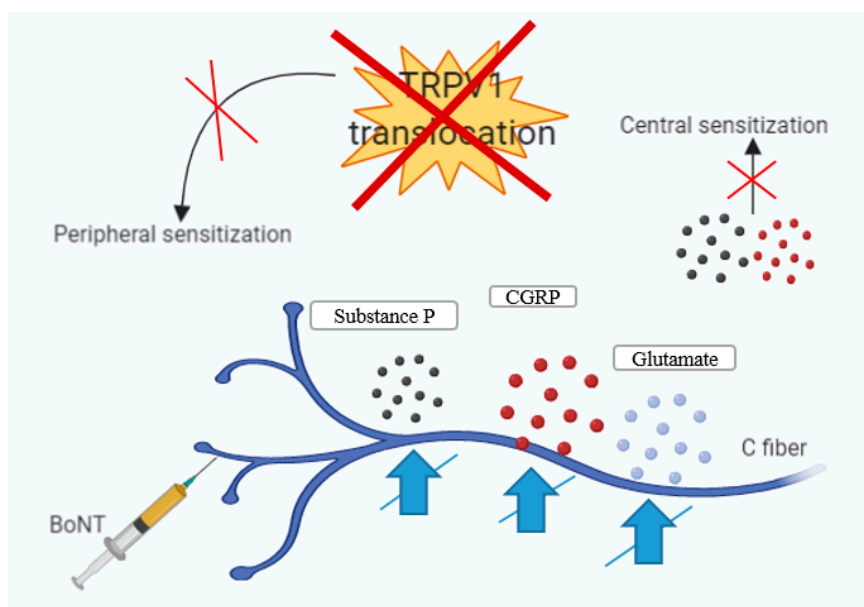 TRPV1
translocation
Central sensitization
Peripheral sensitization
CGRP
Substance P
Glutamate
C fiber
BoNT